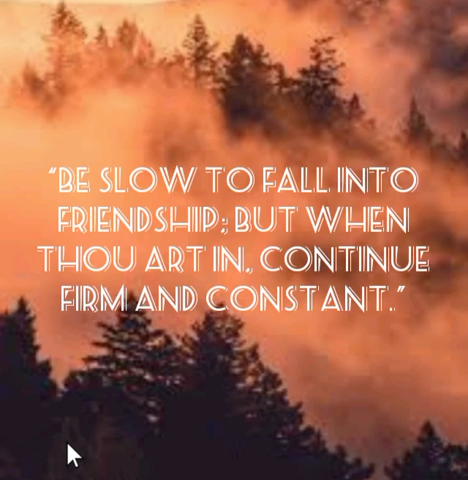 “BE SLOW TO FALL INTO
FRIENDSHIP; BUT WHEN
THOU ART IN, CONTINUE
FIRM AND CONSTANT.”